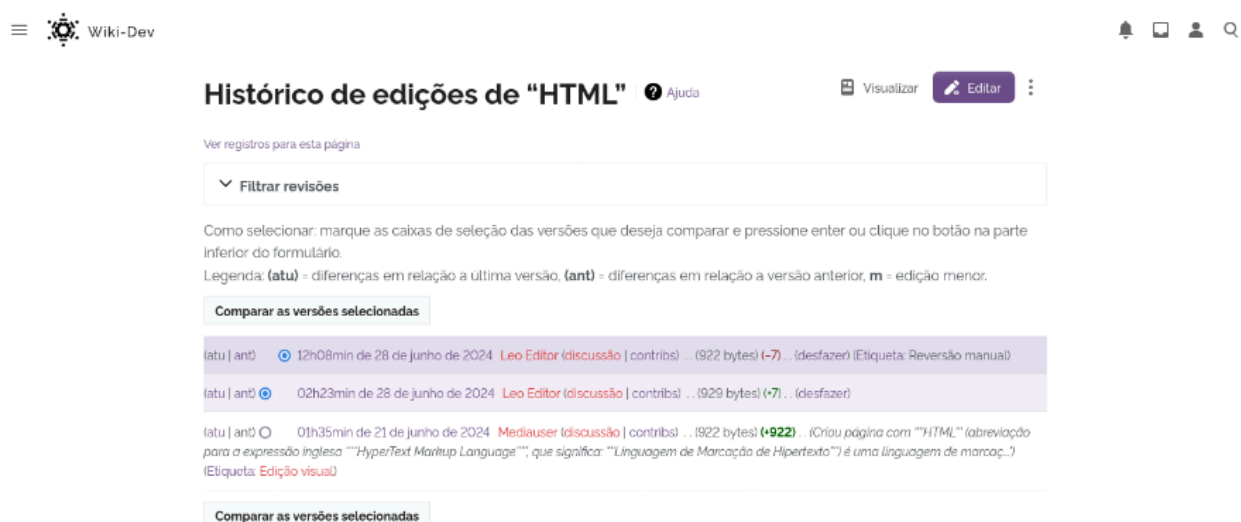 Wiki-Dev
Histórico de edições de “HTML”
Ajuda
Visualizar
Editar
Ver registros para esta página
Filtrar revisões
Como selecionar: marque as caixas de seleção das versões que deseja comparar e pressione enter ou clique no botão na parte
inferior do formulário.
Legenda: (atu) = diferenças em relação a última versão, (ant) = diferenças em relação a versão anterior, m = edição menor.
Comparar as versões selecionadas
(atu | ant) 12h08min de 28 de junho de 2024 Leo Editor (discussão | contribs) . . (922 bytes) (−7) . . (desfazer) (Etiqueta: Reversão manual)
(atu | ant) 02h23min de 28 de junho de 2024 Leo Editor (discussão | contribs) . . (929 bytes) (+7) . . (desfazer)
(atu | ant) 01h35min de 21 de junho de 2024 Mediauser (discussão | contribs) . . (922 bytes) (+922) . . (Criou página com "'''HTML''' (abreviação
para a expressão inglesa '''''HyperText Markup Language''''', que significa: "''Linguagem de Marcação de Hipertexto''") é uma linguagem de marcaç...")
(Etiqueta: Edição visual)
Comparar as versões selecionadas